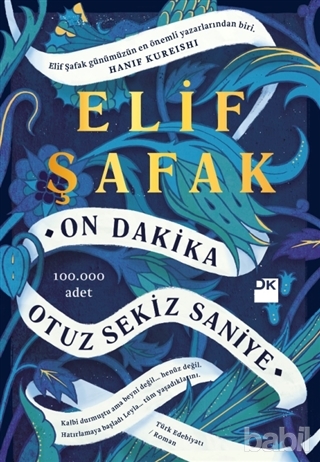 Elif Şafak günümüzün en önemli yazarlarından biri.
HANIF KUREISHI
ELİF
ŞAFAK
ON DAKİKA
100.000
adet
DK
OTUZ SEKİZ SANİYE
Kalbi durmuştu ama beyni değil... henüz değil.
Hatırlamaya başladı Leyla... tüm yaşadıklarını.
Türk Edebiyatı
/Roman
babil